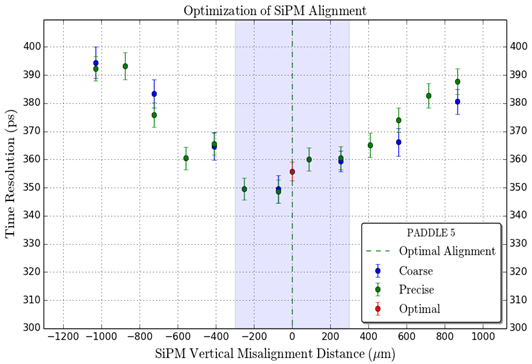 Optimization of SiPM Alignment
400
390
380
370
360
350
340
330
320
310
300
400
390
380
370
360
350
340
330
320
310
300
Time Resolution (ps)
PADDLE 5
Optimal Alignment
Coarse
Precise
Optimal
−1200 −1000 −800 −600 −400 −200 0 200 400 600 800 1000
SiPM Vertical Misalignment Distance (μm)